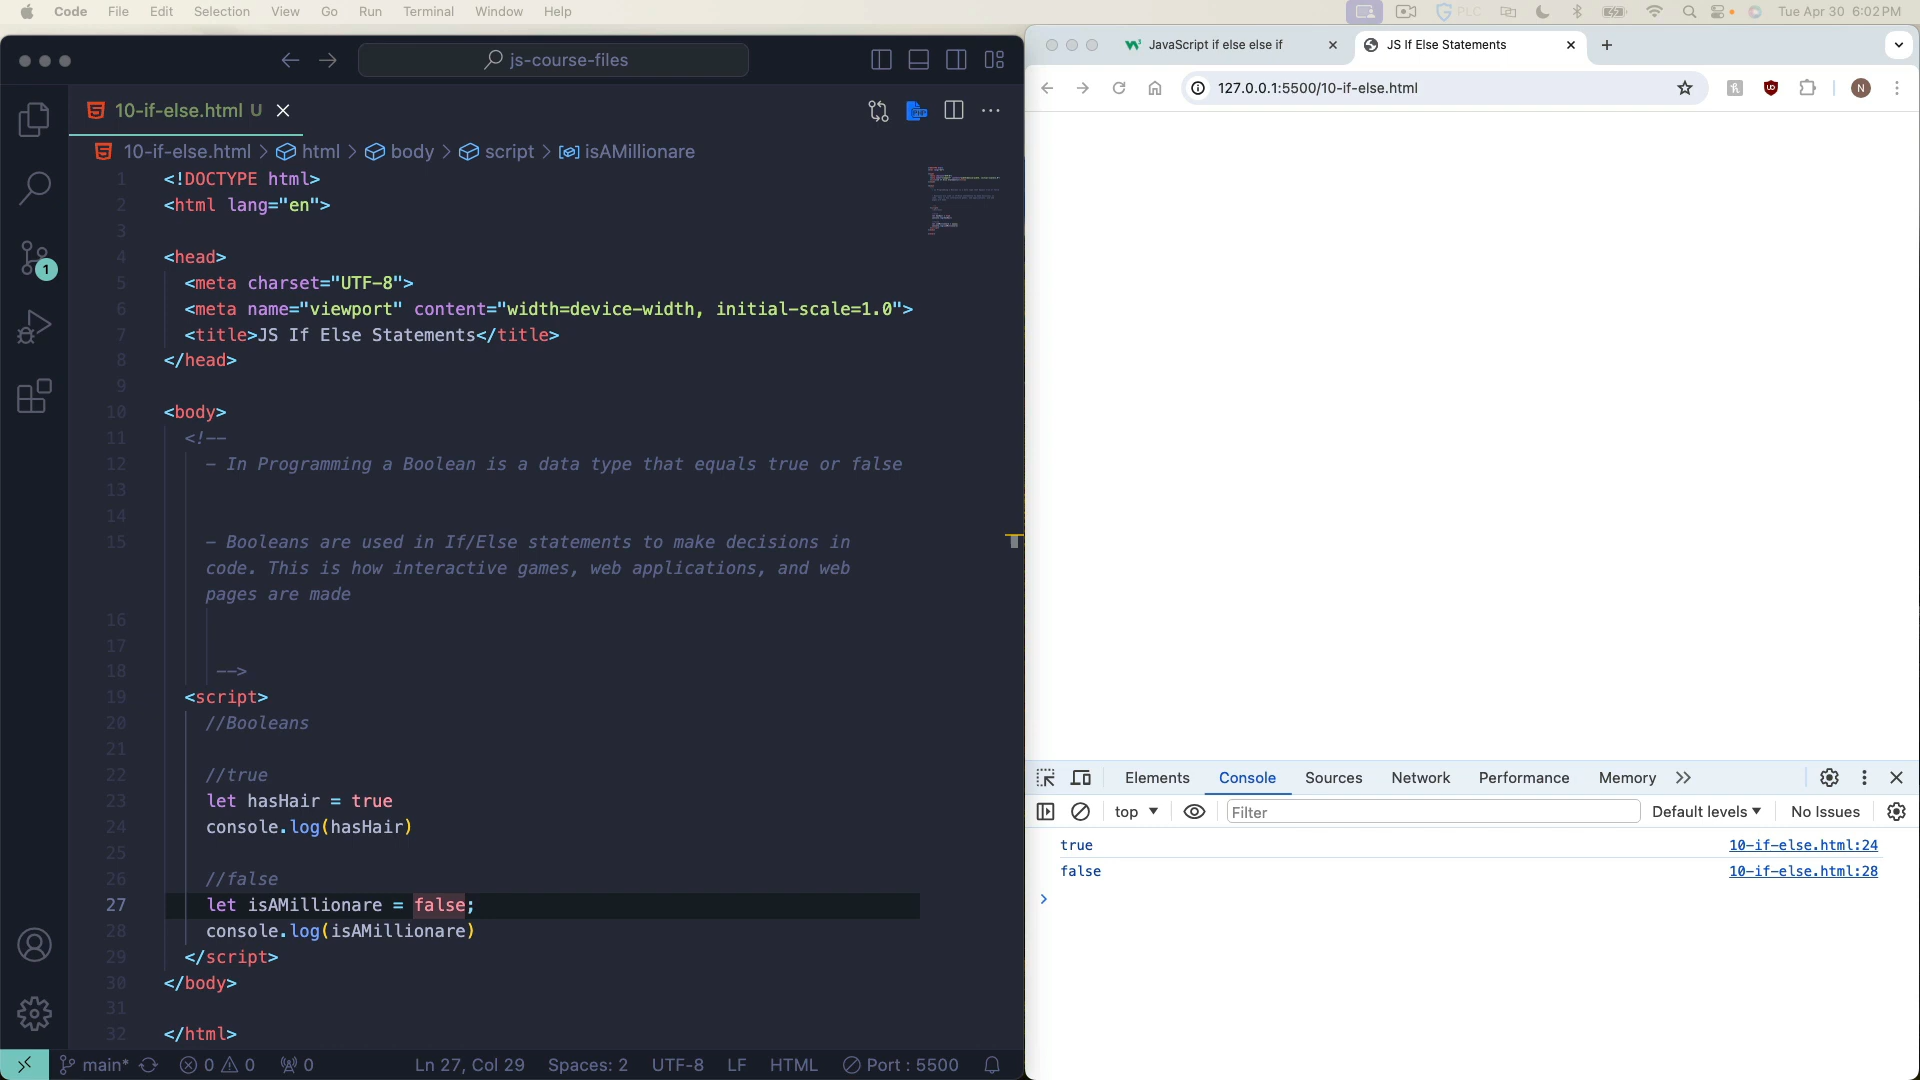 Code File Edit Selection View Go Run Terminal Window Help
PLC
Tue Apr 30 6:02 PM
js-course-files
10-if-else.html U
10-if-else.html > html > body > script > isAMillionare
1 <!DOCTYPE html>
2 <html lang="en">
3
4 <head>
5 <meta charset="UTF-8">
6 <meta name="viewport" content="width=device-width, initial-scale=1.0">
7 <title>JS If Else Statements</title>
8 </head>
9
10 <body>
11 <!--
12 - In Programming a Boolean is a data type that equals true or false
13
14
15 - Booleans are used in If/Else statements to make decisions in
code. This is how interactive games, web applications, and web
pages are made
16
17
18 -->
19 <script>
20 //Booleans
21
22 //true
23 let hasHair = true
24 console.log(hasHair)
25
26 //false
27 let isAMillionare = false;
28 console.log(isAMillionare)
29 </script>
30 </body>
31
32 </html>
1
main* 0 0 0 Ln 27, Col 29 Spaces: 2 UTF-8 LF HTML Port : 5500
JavaScript if else else if
JS If Else Statements
127.0.0.1:5500/10-if-else.html
N
Elements Console Sources Network Performance Memory
top Filter Default levels No Issues
true 10-if-else.html:24
false 10-if-else.html:28